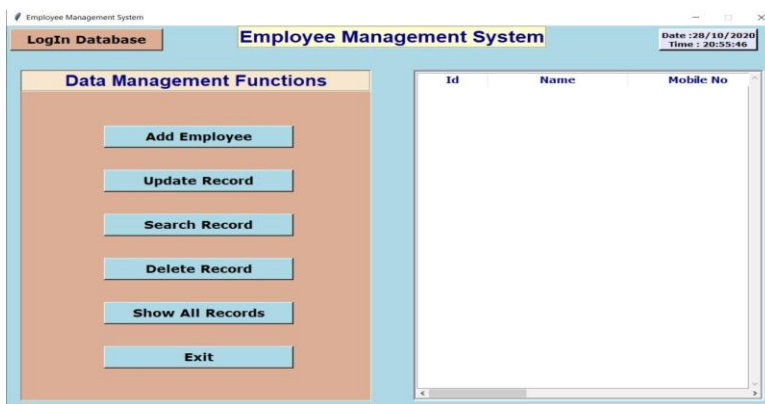 Employee Management System
LogIn Database
Employee Management System
Date :28/10/2020
Time : 20:55:46
Data Management Functions
Id Name Mobile No
Add Employee
Update Record
Search Record
Delete Record
Show All Records
Exit